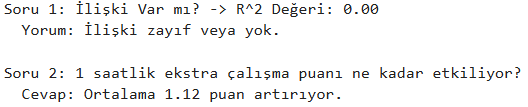 Soru 1: İlişki Var mı? -> R^2 Değeri: 0.00
Yorum: İlişki zayıf veya yok.
Soru 2: 1 saatlik ekstra çalışma puanı ne kadar etkiliyor?
Cevap: Ortalama 1.12 puan artırıyor.